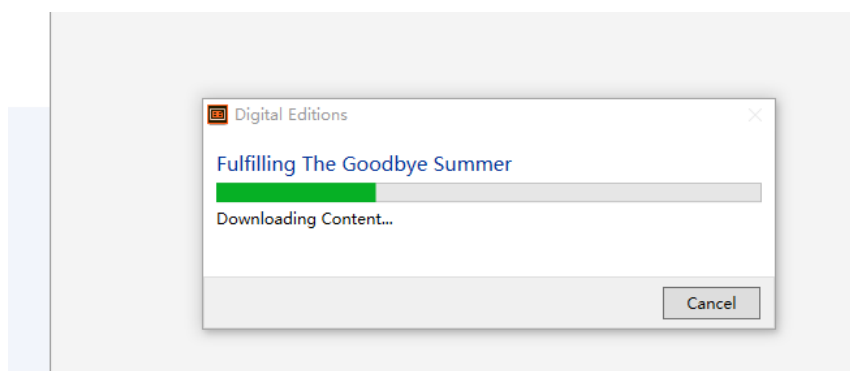 Digital Editions
Fulfilling The Goodbye Summer
Downloading Content...
Cancel